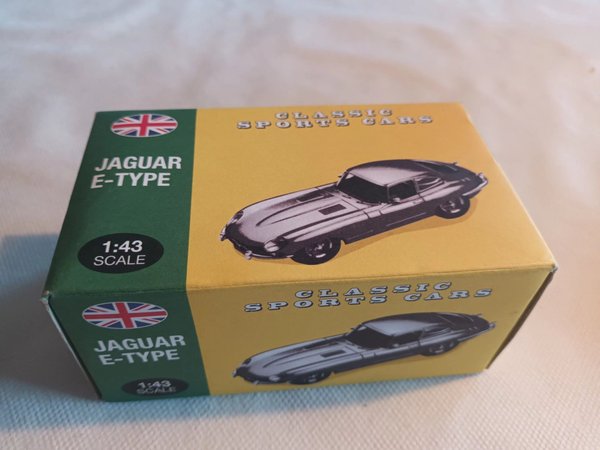 CLASSIC
SPORTS CARS
JAGUAR
E-TYPE
1:43
SCALE
CLASSIC
SPORTS CARS
JAGUAR
E-TYPE
1:43
SCALE